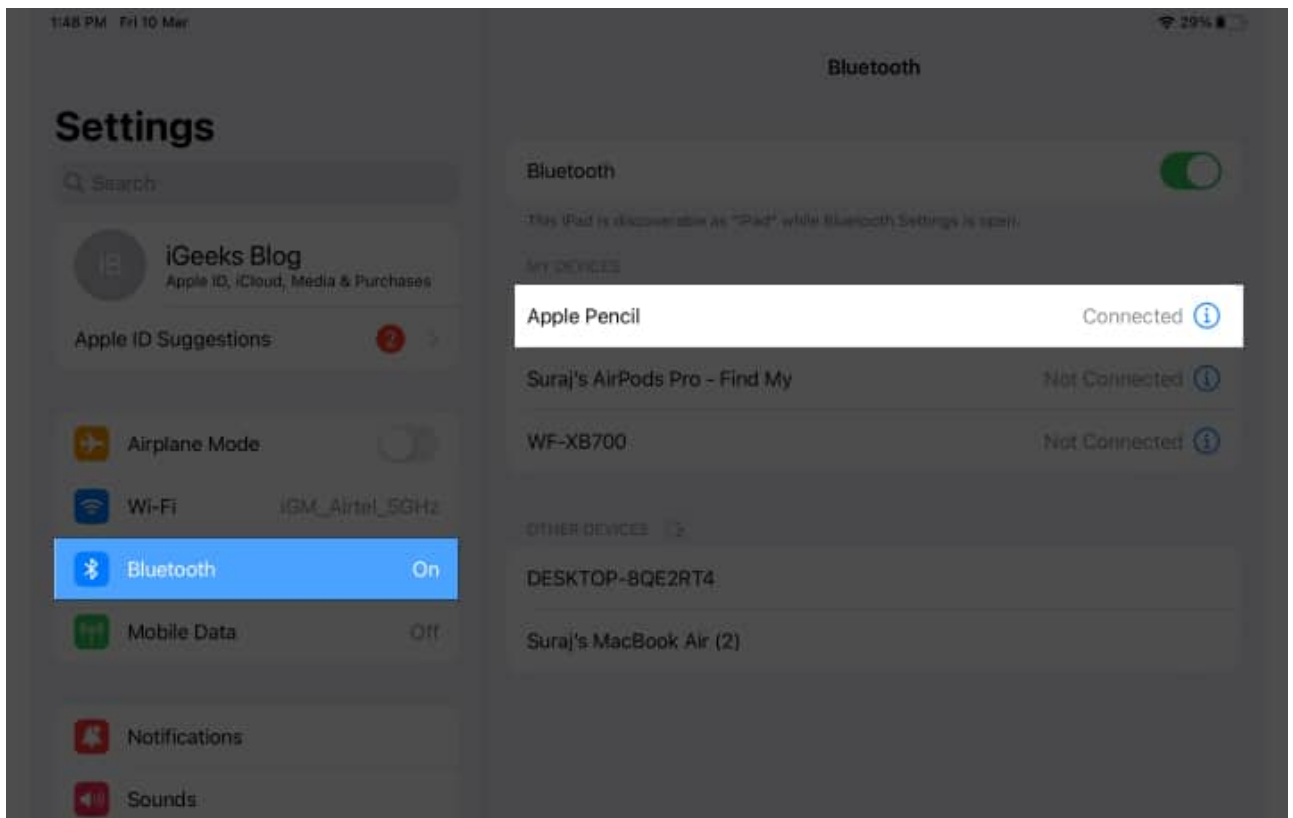 1:48 PM Fri 10 Mar
29%
Bluetooth
Settings
Search
iB
iGeeks Blog
Apple ID, iCloud, Media & Purchases
Apple ID Suggestions
2
Airplane Mode
Wi-Fi iGM_Airtel_5GHz
Bluetooth On
Mobile Data Off
Notifications
Sounds
Bluetooth
This iPad is discoverable as "iPad" while Bluetooth Settings is open.
MY DEVICES
Apple Pencil Connected
Suraj's AirPods Pro - Find My Not Connected
WF-XB700 Not Connected
OTHER DEVICES
DESKTOP-8QE2RT4
Suraj's MacBook Air (2)